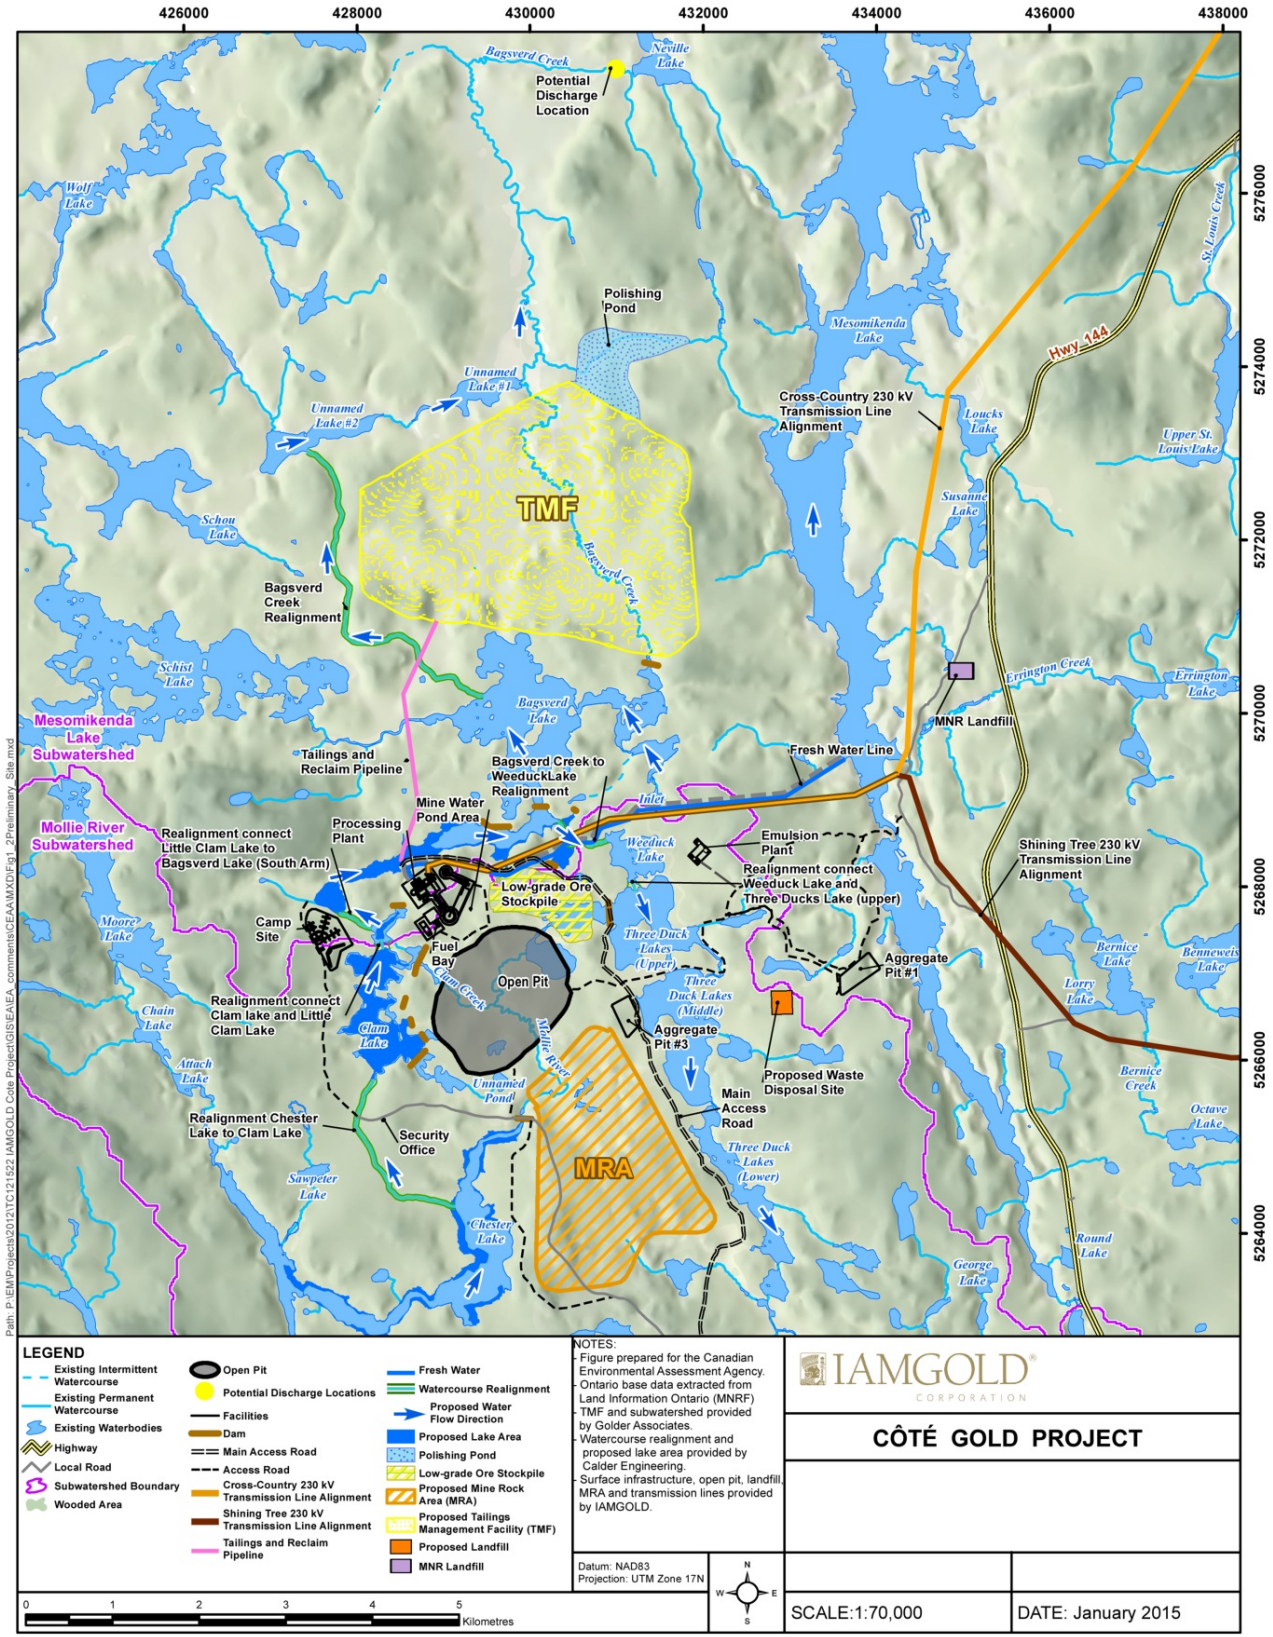 426000
428000
430000
432000
434000
436000
438000
5276000
5274000
5272000
5270000
5268000
5266000
5264000
Bagsverd Creek
Neville
Lake
Potential
Discharge
Location
Wolf
Lake
St. Louis Creek
Polishing
Pond
Mesomikenda
Lake
Hwy 144
Unnamed
Lake #1
Unnamed
Lake #2
Cross-Country 230 kV
Transmission Line
Alignment
Loucks
Lake
Upper St.
Louis Lake
TMF
Susanne
Lake
Schou
Lake
Bagsverd Creek
Bagsverd
Creek
Realignment
Schist
Lake
Errington Creek
Errington
Lake
Bagsverd
Lake
MNR Landfill
Mesomikenda
Lake
Subwatershed
Tailings and
Reclaim Pipeline
Bagsverd Creek to
WeeduckLake
Realignment
Fresh Water Line
Inlet
Mine Water
Pond Area
Mollie River
Subwatershed
Realignment connect
Little Clam Lake to
Bagsverd Lake (South Arm)
Processing
Plant
Weeduck
Lake
Emulsion
Plant
Shining Tree 230 kV
Transmission Line
Alignment
Realignment connect
Weeduck Lake and
Three Ducks Lake (upper)
Low-grade Ore
Stockpile
Moore
Lake
Camp
Site
Fuel
Bay
Three Duck
Lakes
(Upper)
Bernice
Lake
Benneweis
Lake
Aggregate
Pit #1
Open Pit
Clam Creek
Three
Duck Lakes
(Middle)
Lorry
Lake
Realignment connect
Clam lake and Little
Clam Lake
Chain
Lake
Clam
Lake
Mollie River
Aggregate
Pit #3
Attach
Lake
Unnamed
Pond
Proposed Waste
Disposal Site
Bernice
Creek
Main
Access
Road
Octave
Lake
Realignment Chester
Lake to Clam Lake
Security
Office
Three Duck
Lakes
(Lower)
MRA
Sawpeter
Lake
Chester
Lake
Round
Lake
George
Lake
Path: P:\EM\Projects\2012\TC121522 IAMGOLD Cote Project\GIS\EA\EA_comments\CEAA\MXD\Fig1_2Preliminary_Site.mxd
LEGEND
Existing Intermittent
Watercourse
Existing Permanent
Watercourse
Existing Waterbodies
Highway
Local Road
Subwatershed Boundary
Wooded Area
Open Pit
Potential Discharge Locations
Facilities
Dam
Main Access Road
Access Road
Cross-Country 230 kV
Transmission Line Alignment
Shining Tree 230 kV
Transmission Line Alignment
Tailings and Reclaim
Pipeline
Fresh Water
Watercourse Realignment
Proposed Water
Flow Direction
Proposed Lake Area
Polishing Pond
Low-grade Ore Stockpile
Proposed Mine Rock
Area (MRA)
Proposed Tailings
Management Facility (TMF)
Proposed Landfill
MNR Landfill
0 1 2 3 4 5
Kilometres
NOTES:
- Figure prepared for the Canadian
Environmental Assessment Agency.
- Ontario base data extracted from
Land Information Ontario (MNRF)
- TMF and subwatershed provided
by Golder Associates.
- Watercourse realignment and
proposed lake area provided by
Calder Engineering.
- Surface infrastructure, open pit, landfill,
MRA and transmission lines provided
by IAMGOLD.
Datum: NAD83
Projection: UTM Zone 17N
N
W E
S
IAMGOLD®
CORPORATION
CÔTÉ GOLD PROJECT
SCALE:1:70,000
DATE: January 2015